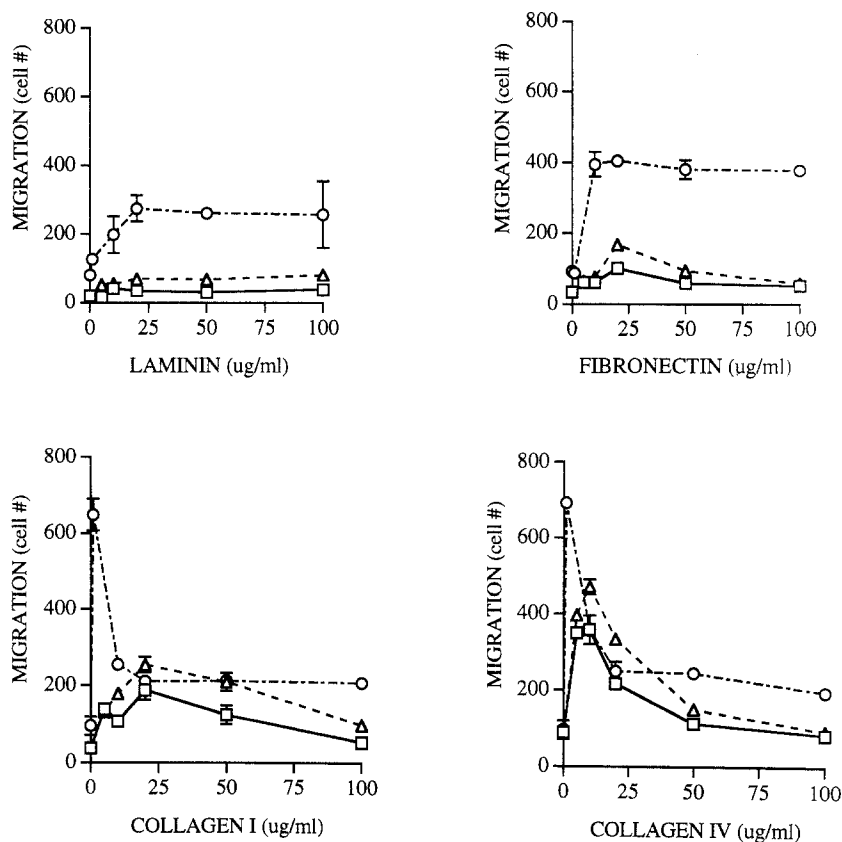 800
600
400
200
0
MIGRATION (cell #)
0 25 50 75 100
LAMININ (ug/ml)
800
600
400
200
0
MIGRATION (cell #)
0 25 50 75 100
FIBRONECTIN (ug/ml)
800
600
400
200
0
MIGRATION (cell #)
0 25 50 75 100
COLLAGEN I (ug/ml)
800
600
400
200
0
MIGRATION (cell #)
0 25 50 75 100
COLLAGEN IV (ug/ml)